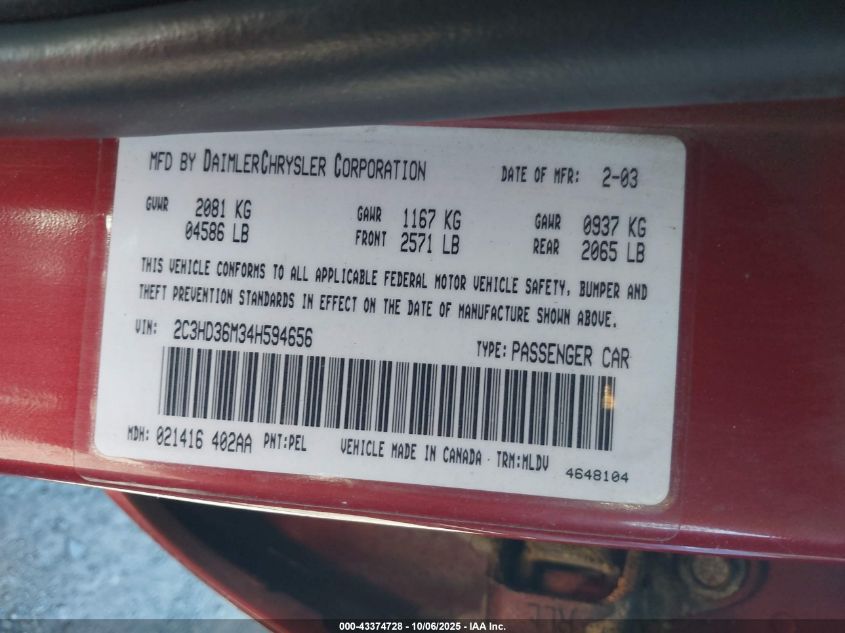 MFD BY DAIMLERCHRYSLER CORPORATION DATE OF MFR: 2-03
GVWR 2081 KG GAWR 1167 KG GAWR 0937 KG
04586 LB FRONT 2571 LB REAR 2065 LB
THIS VEHICLE CONFORMS TO ALL APPLICABLE FEDERAL MOTOR VEHICLE SAFETY, BUMPER AND
THEFT PREVENTION STANDARDS IN EFFECT ON THE DATE OF MANUFACTURE SHOWN ABOVE.
VIN: 2C3HD36M34H594656 TYPE: PASSENGER CAR
MDH: 021416 402AA PNT:PEL VEHICLE MADE IN CANADA - TRM:MLDV 4648104
000-43374728 - 10/06/2025 - IAA Inc.